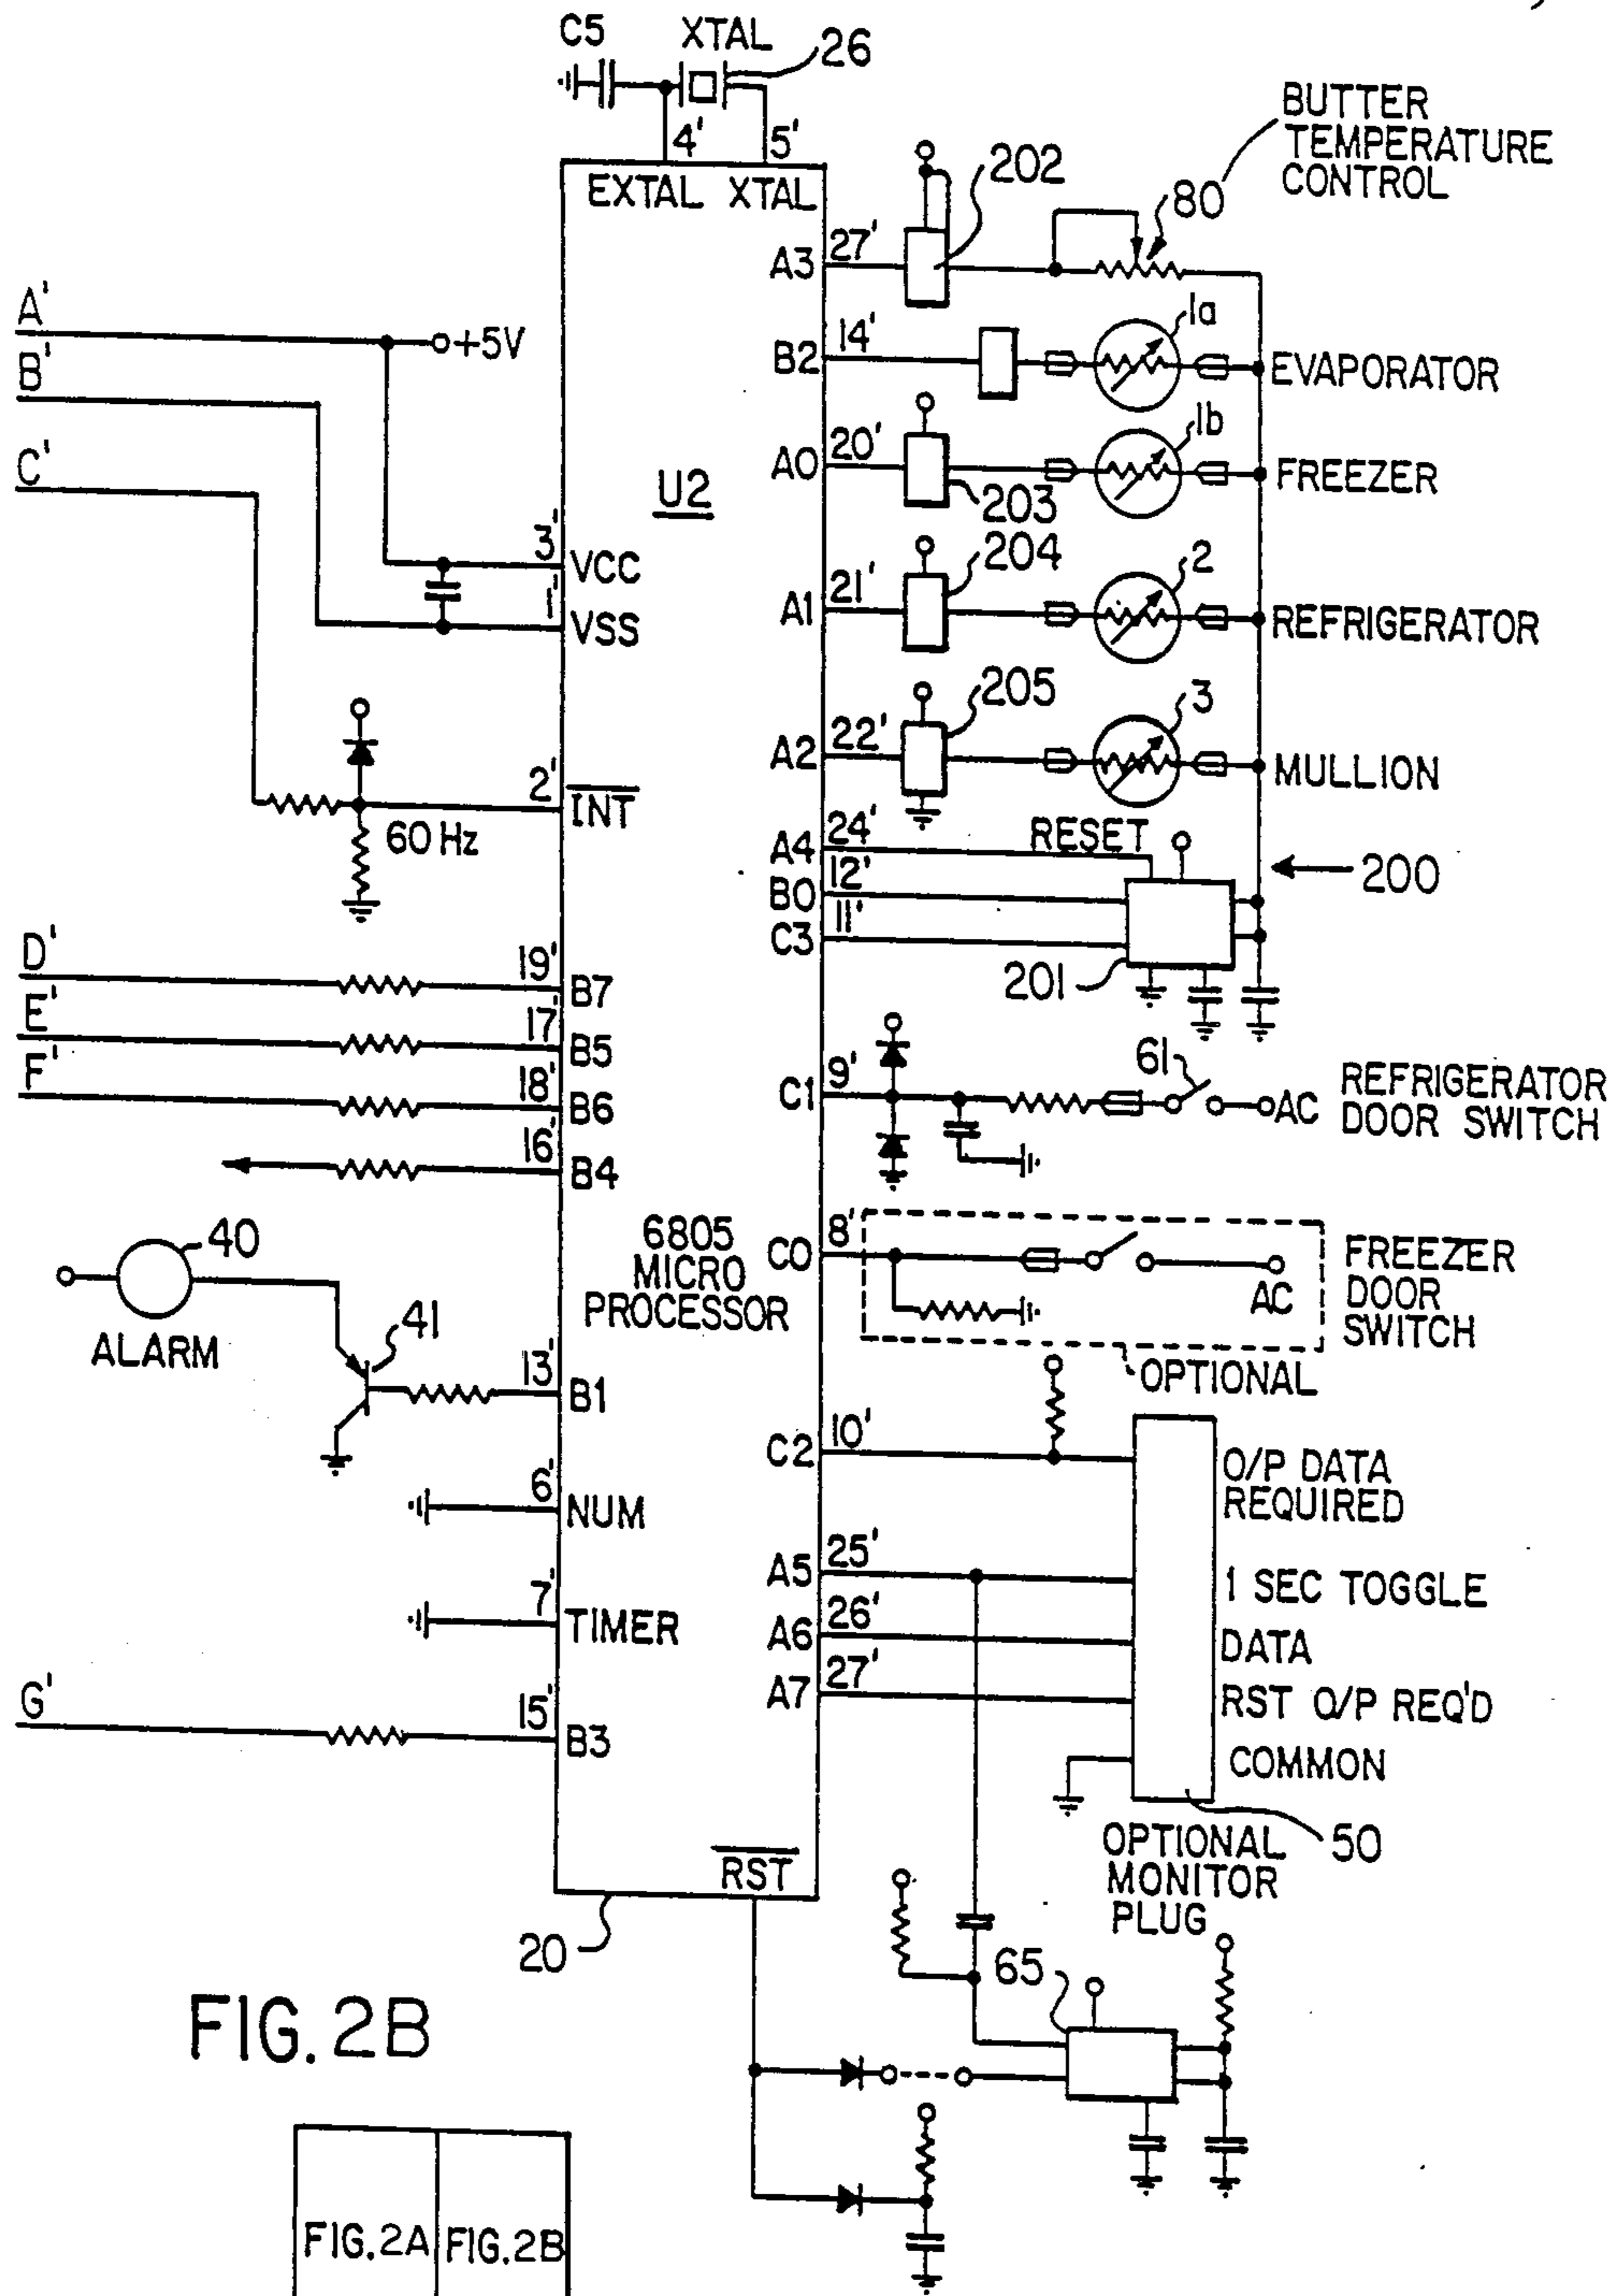 C5 XTAL 26
4' 5'
EXTAL XTAL
BUTTER
TEMPERATURE
CONTROL
80
202
A3 27'
A'
+5V
B'
C'
B2 14'
1a
EVAPORATOR
A0 20'
1b
203
FREEZER
U2
3' VCC
1' VSS
A1 21'
204
2
REFRIGERATOR
A2 22'
205
3
MULLION
2' INT
60 Hz
A4 24'
RESET
B0 12'
C3 11'
200
201
D' 19' B7
E' 17' B5
F' 18' B6
16' B4
C1 9'
61
AC
REFRIGERATOR
DOOR SWITCH
6805
MICRO
PROCESSOR
C0 8'
AC
FREEZER
DOOR
SWITCH
OPTIONAL
40
ALARM
41
13' B1
C2 10'
O/P DATA
REQUIRED
6' NUM
A5 25'
1 SEC TOGGLE
7' TIMER
A6 26'
DATA
A7 27'
RST O/P REQ'D
G' 15' B3
COMMON
RST
50
OPTIONAL
MONITOR
PLUG
20
65
FIG. 2B
FIG. 2A FIG. 2B